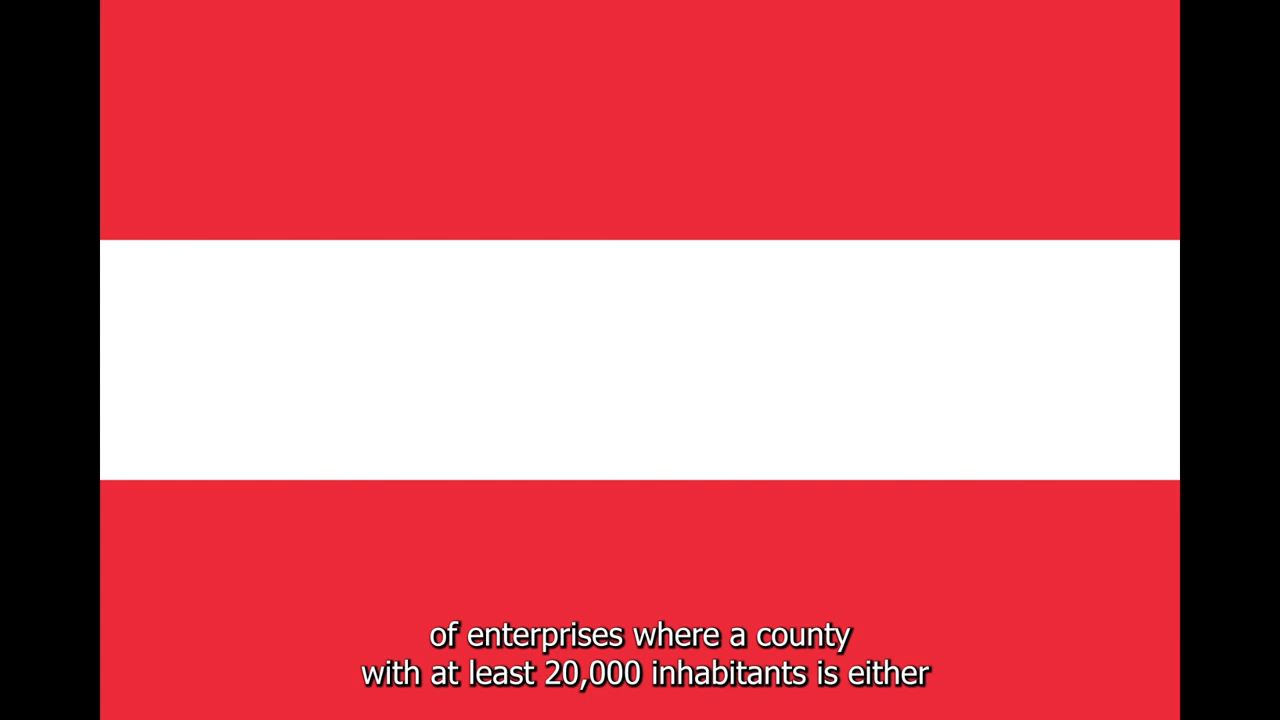 of enterprises where a county
with at least 20,000 inhabitants is either